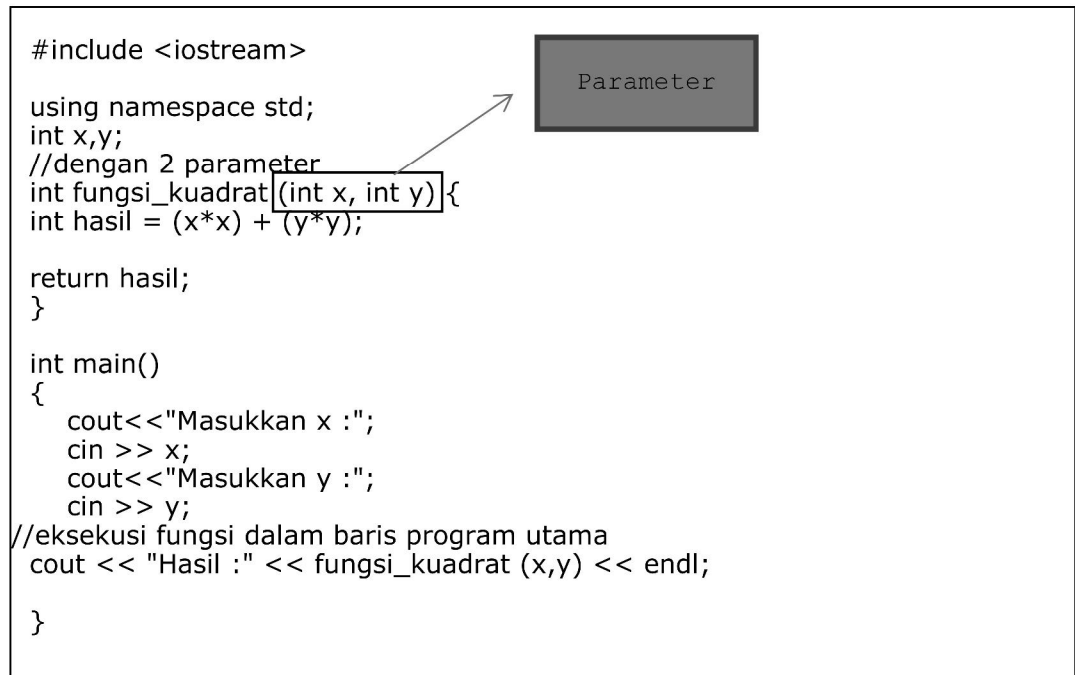 #include <iostream>
Parameter
using namespace std;
int x,y;
//dengan 2 parameter
int fungsi_kuadrat (int x, int y) {
int hasil = (x*x) + (y*y);
return hasil;
}
int main()
{
cout<<"Masukkan x :";
cin >> x;
cout<<"Masukkan y :";
cin >> y;
//eksekusi fungsi dalam baris program utama
cout << "Hasil :" << fungsi_kuadrat (x,y) << endl;
}